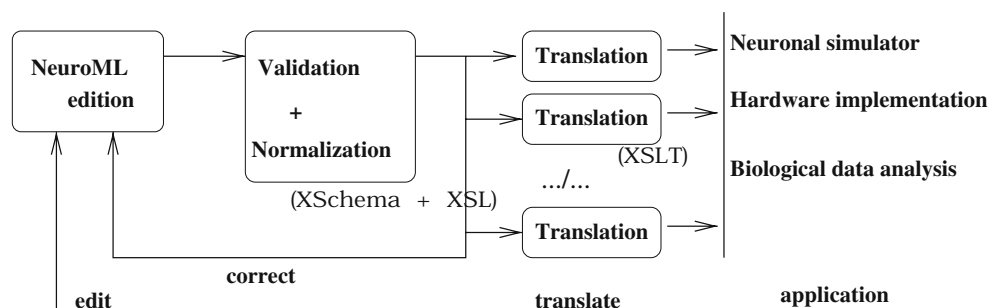 NeuroML
edition
Validation
+
Normalization
(XSchema + XSL)
Translation
Translation
(XSLT)
.../...
Translation
Neuronal simulator
Hardware implementation
Biological data analysis
correct
edit
translate
application